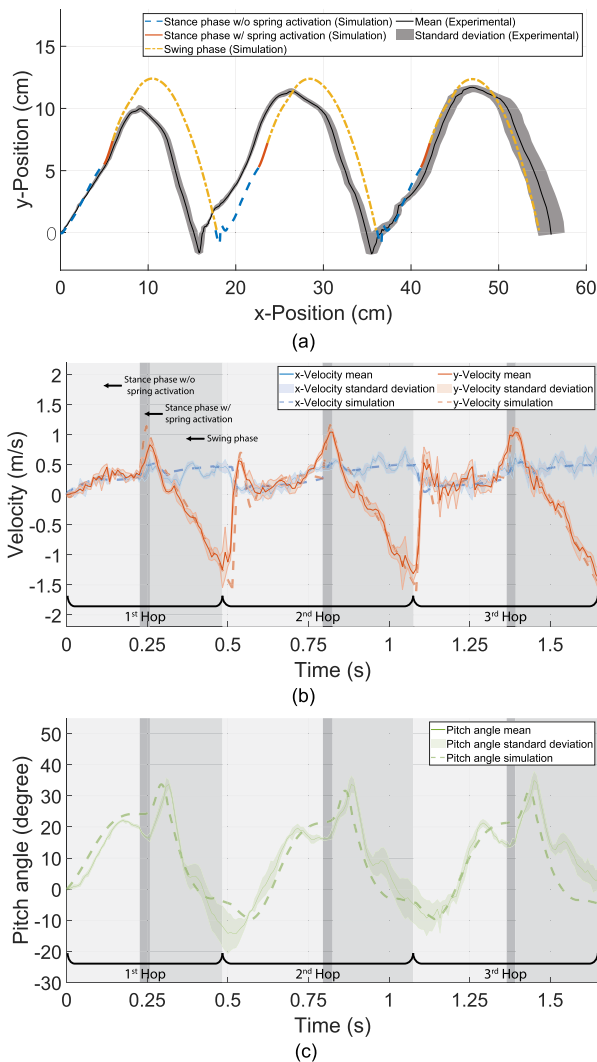 18
15
10
5
0
y-Position (cm)
Stance phase w/o spring activation (Simulation)
Stance phase w/ spring activation (Simulation)
Swing phase (Simulation)
Mean (Experimental)
Standard deviation (Experimental)
0 10 20 30 40 50 60
x-Position (cm)
(a)
2
1.5
1
0.5
0
-0.5
-1
-1.5
-2
Velocity (m/s)
Stance phase w/o
spring activation
Stance phase w/
spring activation
Swing phase
x-Velocity mean
x-Velocity standard deviation
x-Velocity simulation
y-Velocity mean
y-Velocity standard deviation
y-Velocity simulation
1st Hop 2nd Hop 3rd Hop
0 0.25 0.5 0.75 1 1.25 1.5
Time (s)
(b)
50
40
30
20
10
0
-10
-20
-30
Pitch angle (degree)
Pitch angle mean
Pitch angle standard deviation
Pitch angle simulation
1st Hop 2nd Hop 3rd Hop
0 0.25 0.5 0.75 1 1.25 1.5
Time (s)
(c)